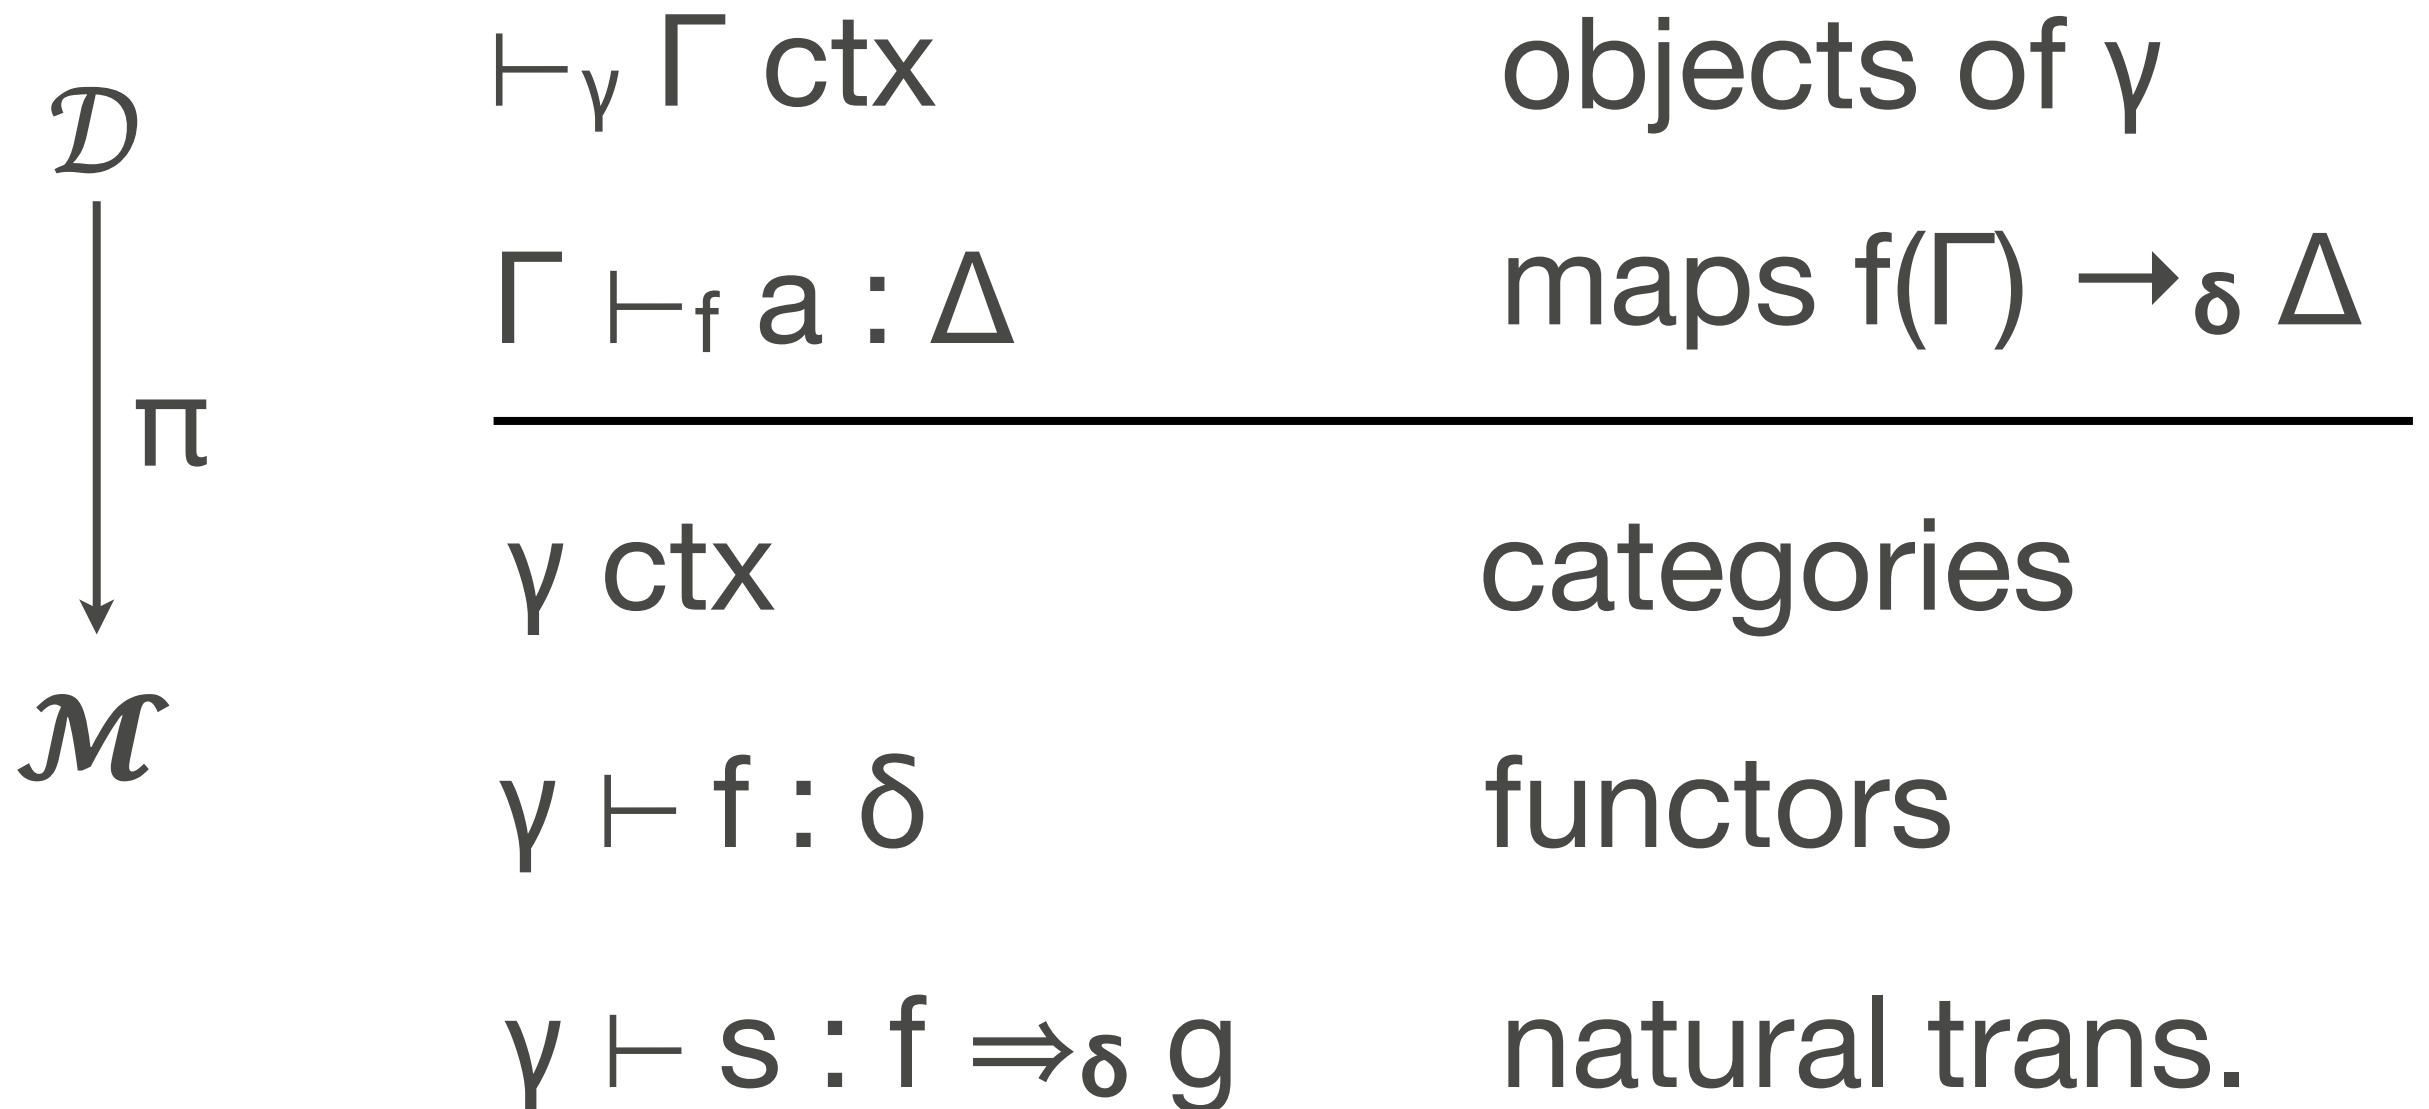 ⊢γ Γ ctx objects of γ
𝒟
Γ ⊢f a : Δ maps f(Γ) →δ Δ
π
γ ctx categories
ℳ
γ ⊢ f : δ functors
γ ⊢ s : f ⇒δ g natural trans.